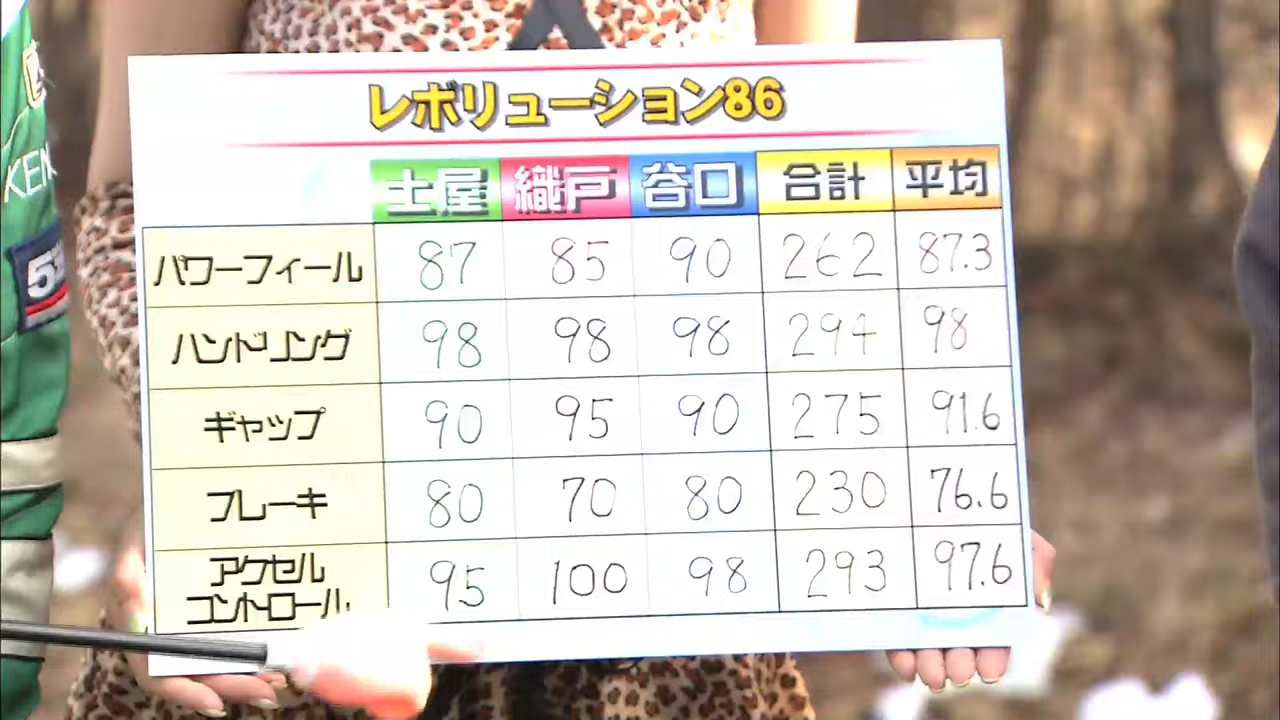 レボリューション86
土屋 織戸 谷口 合計 平均
パワーフィール 87 85 90 262 87.3
ハンドリング 98 98 98 294 98
ギャップ 90 95 90 275 91.6
ブレーキ 80 70 80 230 76.6
アクセル
コントロール 95 100 98 293 97.6